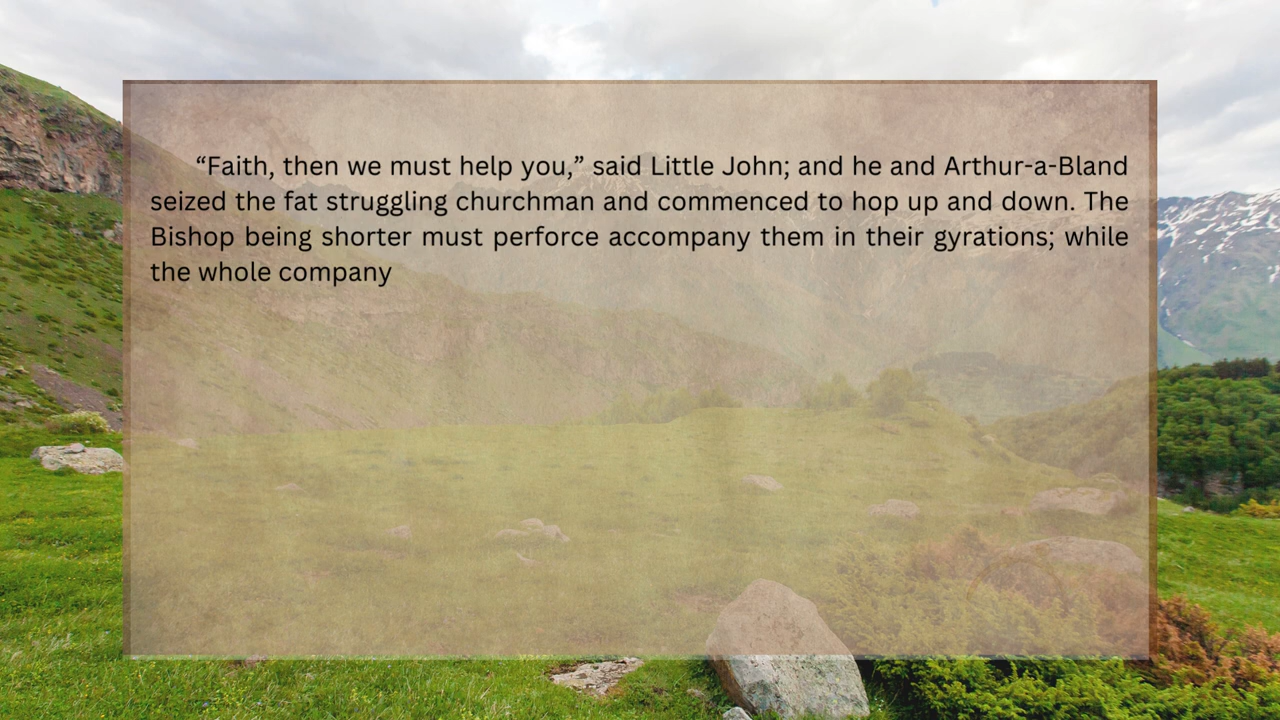 “Faith, then we must help you,” said Little John; and he and Arthur-a-Bland
seized the fat struggling churchman and commenced to hop up and down. The
Bishop being shorter must perforce accompany them in their gyrations; while
the whole company